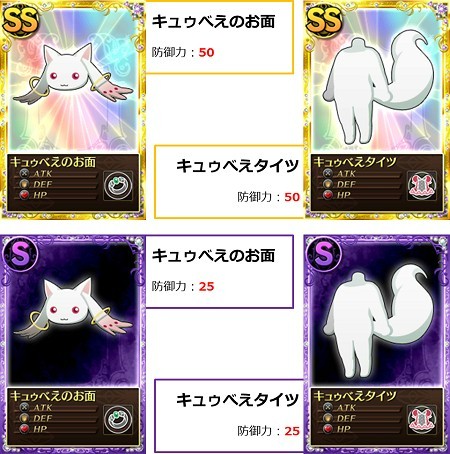 SS
キュゥべえのお面
ATK
DEF
HP
キュゥべえのお面
防御力：50
キュゥべえタイツ
防御力：50
SS
キュゥべえタイツ
ATK
DEF
HP
S
キュゥべえのお面
ATK
DEF
HP
キュゥべえのお面
防御力：25
キュゥべえタイツ
防御力：25
S
キュゥべえタイツ
ATK
DEF
HP